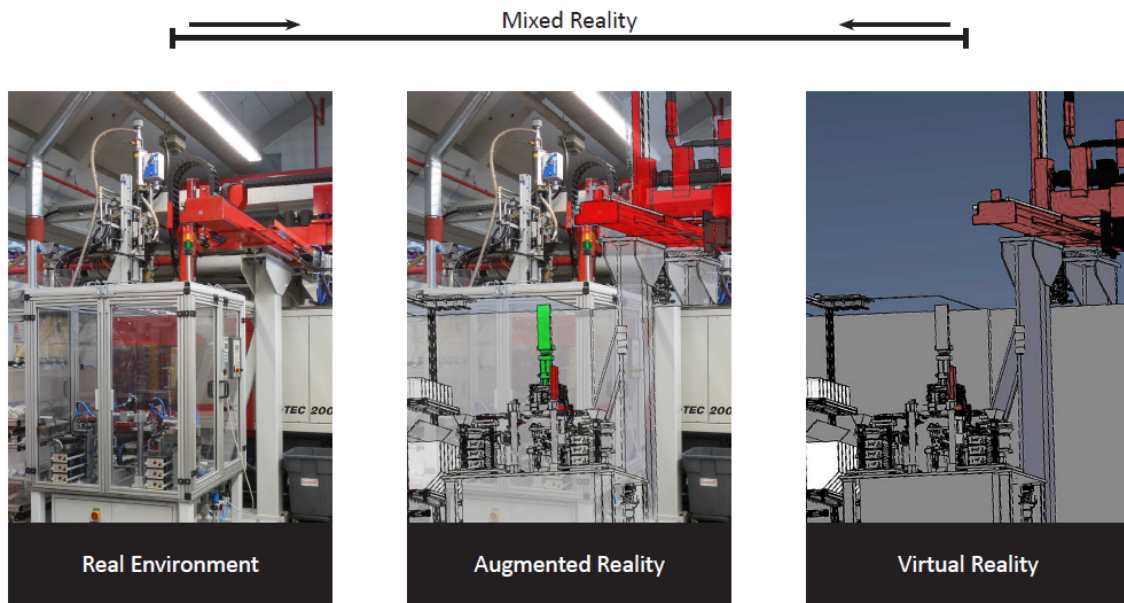 Mixed Reality
-TEC 200
-TEC 200
Real Environment
Augmented Reality
Virtual Reality